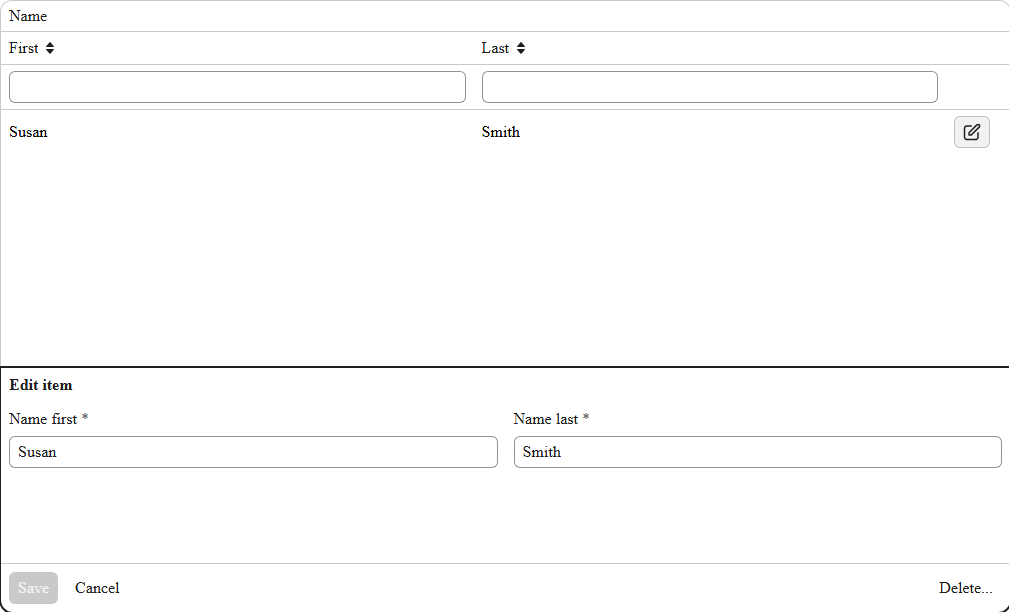 Name
First Last
Susan Smith
Edit item
Name first * Name last *
Susan Smith
Save Cancel Delete...